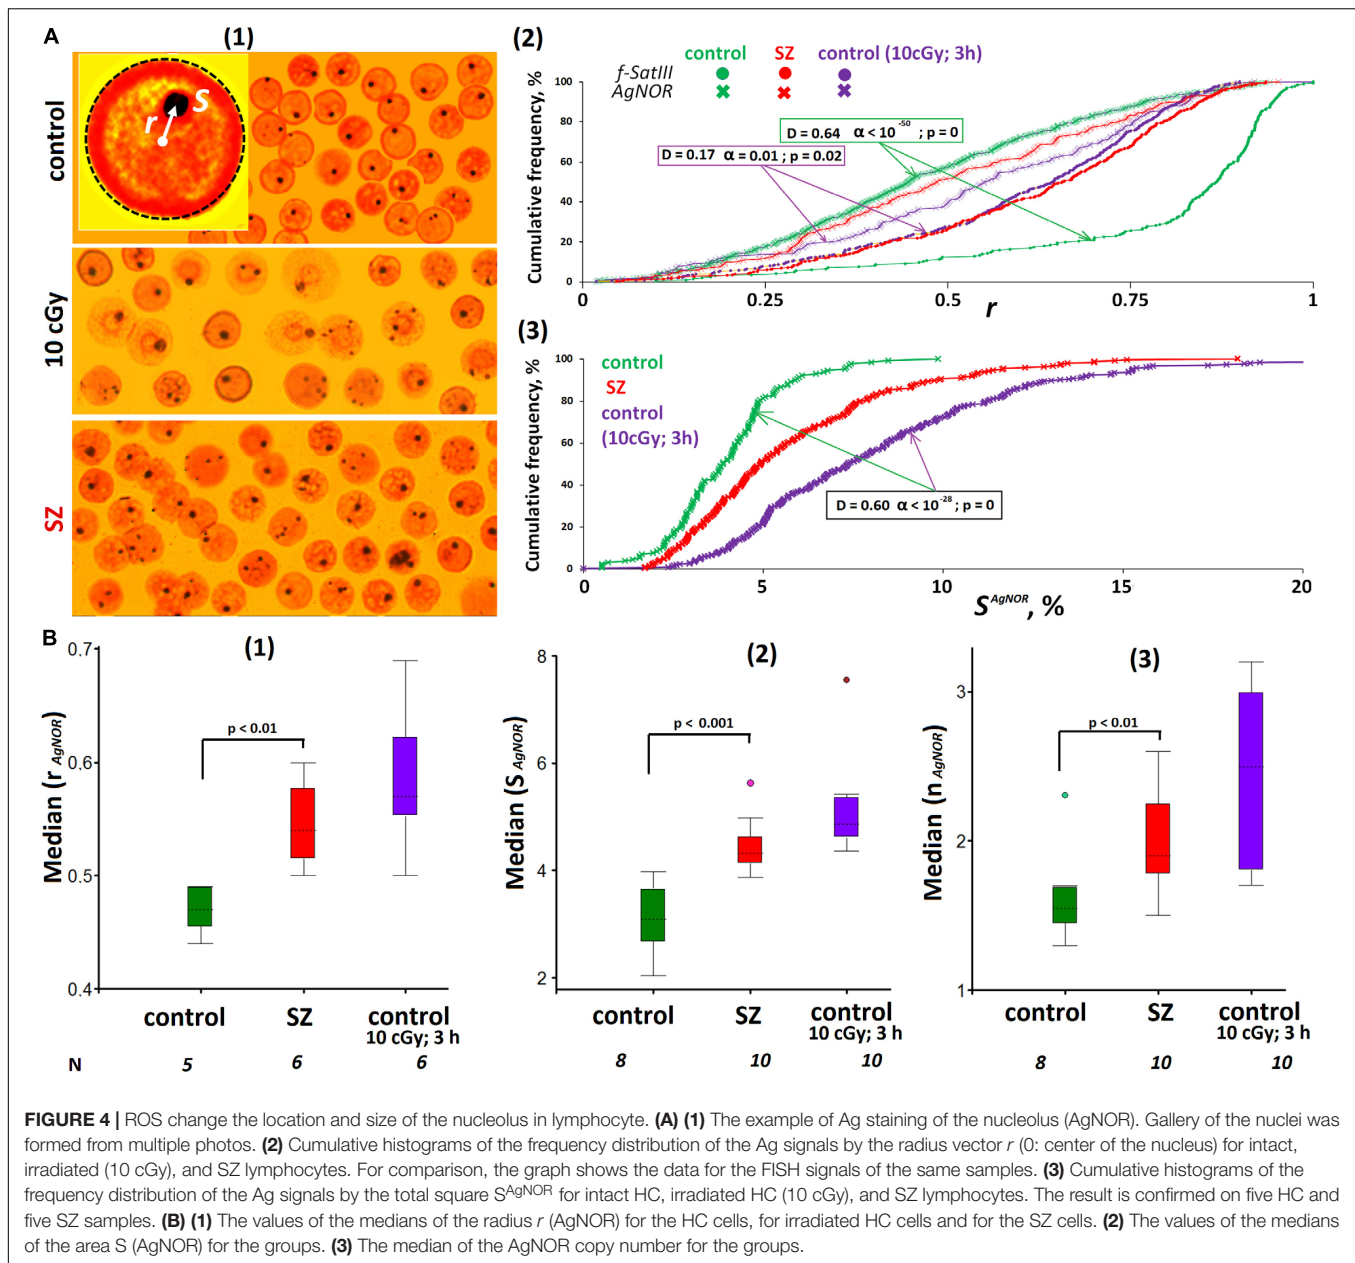 A
(1)
control
r
S
10 cGy
SZ
(2)
control SZ control (10cGy; 3h)
f-SatIII
AgNOR
Cumulative frequency, %
100
80
60
40
20
0
D = 0.64 α < 10^-50 ; p = 0
D = 0.17 α = 0.01 ; p = 0.02
0 0.25 0.5 0.75 1
r
(3)
control
SZ
control
(10cGy; 3h)
Cumulative frequency, %
100
80
60
40
20
0
D = 0.60 α < 10^-28 ; p = 0
0 5 10 15 20
S^AgNOR, %
B
(1)
Median (r AgNOR)
0.7
0.6
0.5
0.4
p < 0.01
control SZ control
10 cGy; 3 h
N 5 6 6
(2)
Median (S AgNOR)
8
6
4
2
p < 0.001
control SZ control
10 cGy; 3 h
8 10 10
(3)
Median (n AgNOR)
3
2
1
p < 0.01
control SZ control
10 cGy; 3 h
8 10 10
FIGURE 4 | ROS change the location and size of the nucleolus in lymphocyte. (A) (1) The example of Ag staining of the nucleolus (AgNOR). Gallery of the nuclei was
formed from multiple photos. (2) Cumulative histograms of the frequency distribution of the Ag signals by the radius vector r (0: center of the nucleus) for intact,
irradiated (10 cGy), and SZ lymphocytes. For comparison, the graph shows the data for the FISH signals of the same samples. (3) Cumulative histograms of the
frequency distribution of the Ag signals by the total square S^AgNOR for intact HC, irradiated HC (10 cGy), and SZ lymphocytes. The result is confirmed on five HC and
five SZ samples. (B) (1) The values of the medians of the radius r (AgNOR) for the HC cells, for irradiated HC cells and for the SZ cells. (2) The values of the medians
of the area S (AgNOR) for the groups. (3) The median of the AgNOR copy number for the groups.